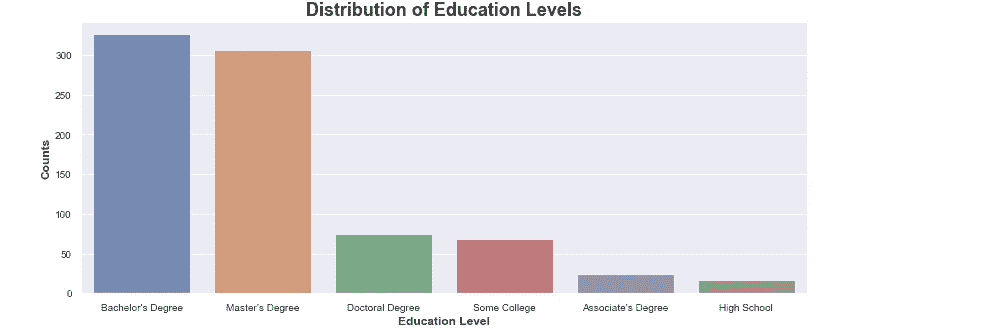 Distribution of Education Levels
300
250
200
150
100
50
0
Counts
Bachelor's Degree Master's Degree Doctoral Degree Some College Associate's Degree High School
Education Level